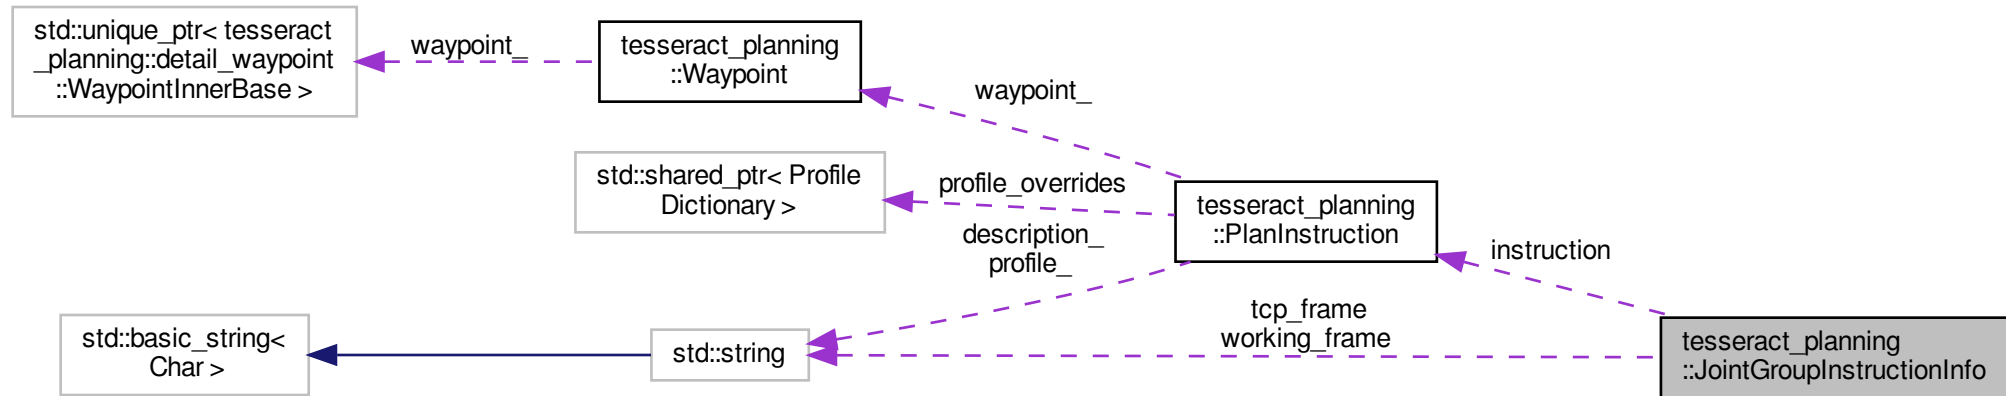 std::unique_ptr< tesseract
_planning::detail_waypoint
::WaypointInnerBase >
waypoint_
tesseract_planning
::Waypoint
waypoint_
std::shared_ptr< Profile
Dictionary >
profile_overrides
tesseract_planning
::PlanInstruction
description_
profile_
instruction
std::basic_string<
Char >
std::string
tcp_frame
working_frame
tesseract_planning
::JointGroupInstructionInfo